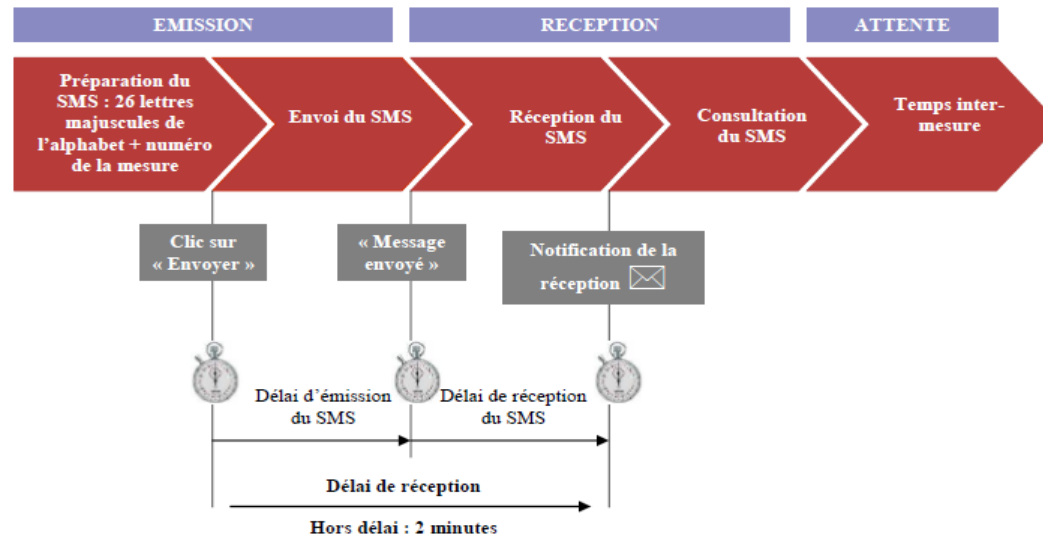 EMISSION
RECEPTION
ATTENTE
Préparation du
SMS : 26 lettres
majuscules de
l’alphabet + numéro
de la mesure
Envoi du SMS
Réception du
SMS
Consultation
du SMS
Temps inter-
mesure
Clic sur
« Envoyer »
« Message
envoyé »
Notification de la
réception
Délai d’émission
du SMS
Délai de réception
du SMS
Délai de réception
Hors délai : 2 minutes